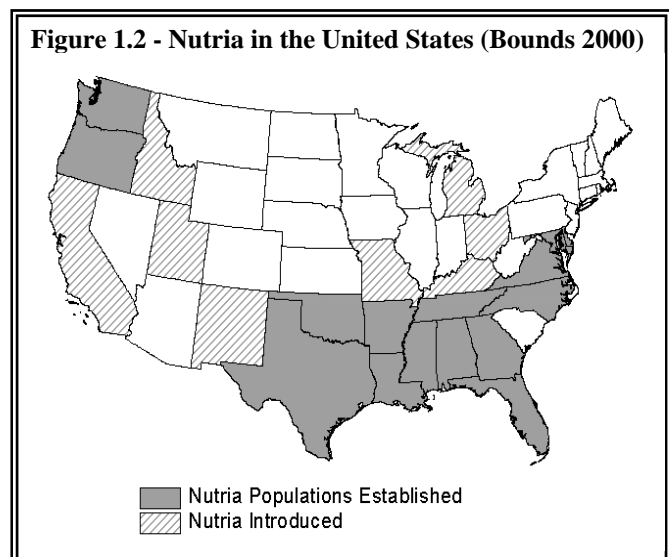 Figure 1.2 - Nutria in the United States (Bounds 2000)
Nutria Populations Established
Nutria Introduced